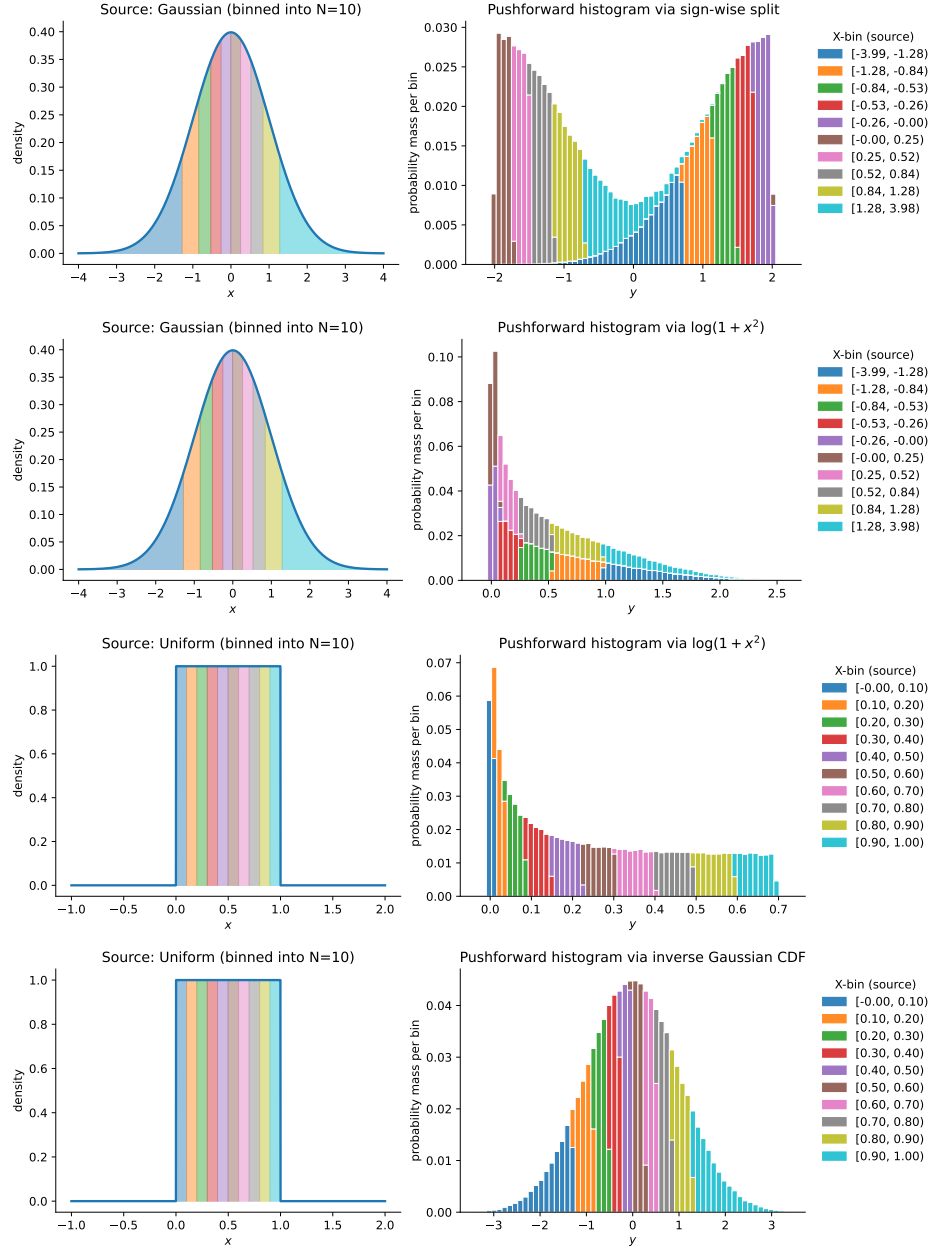 Source: Gaussian (binned into N=10)
density
0.40
0.35
0.30
0.25
0.20
0.15
0.10
0.05
0.00
−4 −3 −2 −1 0 1 2 3 4
x
Pushforward histogram via sign-wise split
probability mass per bin
0.030
0.025
0.020
0.015
0.010
0.005
0.000
−2 −1 0 1 2
y
X-bin (source)
[-3.99, -1.28)
[-1.28, -0.84)
[-0.84, -0.53)
[-0.53, -0.26)
[-0.26, -0.00)
[-0.00, 0.25)
[0.25, 0.52)
[0.52, 0.84)
[0.84, 1.28)
[1.28, 3.98)
Source: Gaussian (binned into N=10)
density
0.40
0.35
0.30
0.25
0.20
0.15
0.10
0.05
0.00
−4 −3 −2 −1 0 1 2 3 4
x
Pushforward histogram via log(1 + x²)
probability mass per bin
0.10
0.08
0.06
0.04
0.02
0.00
0.0 0.5 1.0 1.5 2.0 2.5
y
X-bin (source)
[-3.99, -1.28)
[-1.28, -0.84)
[-0.84, -0.53)
[-0.53, -0.26)
[-0.26, -0.00)
[-0.00, 0.25)
[0.25, 0.52)
[0.52, 0.84)
[0.84, 1.28)
[1.28, 3.98)
Source: Uniform (binned into N=10)
density
1.0
0.8
0.6
0.4
0.2
0.0
−1.0 −0.5 0.0 0.5 1.0 1.5 2.0
x
Pushforward histogram via log(1 + x²)
probability mass per bin
0.07
0.06
0.05
0.04
0.03
0.02
0.01
0.00
0.0 0.1 0.2 0.3 0.4 0.5 0.6 0.7
y
X-bin (source)
[-0.00, 0.10)
[0.10, 0.20)
[0.20, 0.30)
[0.30, 0.40)
[0.40, 0.50)
[0.50, 0.60)
[0.60, 0.70)
[0.70, 0.80)
[0.80, 0.90)
[0.90, 1.00)
Source: Uniform (binned into N=10)
density
1.0
0.8
0.6
0.4
0.2
0.0
−1.0 −0.5 0.0 0.5 1.0 1.5 2.0
x
Pushforward histogram via inverse Gaussian CDF
probability mass per bin
0.04
0.03
0.02
0.01
0.00
−3 −2 −1 0 1 2 3
y
X-bin (source)
[-0.00, 0.10)
[0.10, 0.20)
[0.20, 0.30)
[0.30, 0.40)
[0.40, 0.50)
[0.50, 0.60)
[0.60, 0.70)
[0.70, 0.80)
[0.80, 0.90)
[0.90, 1.00)